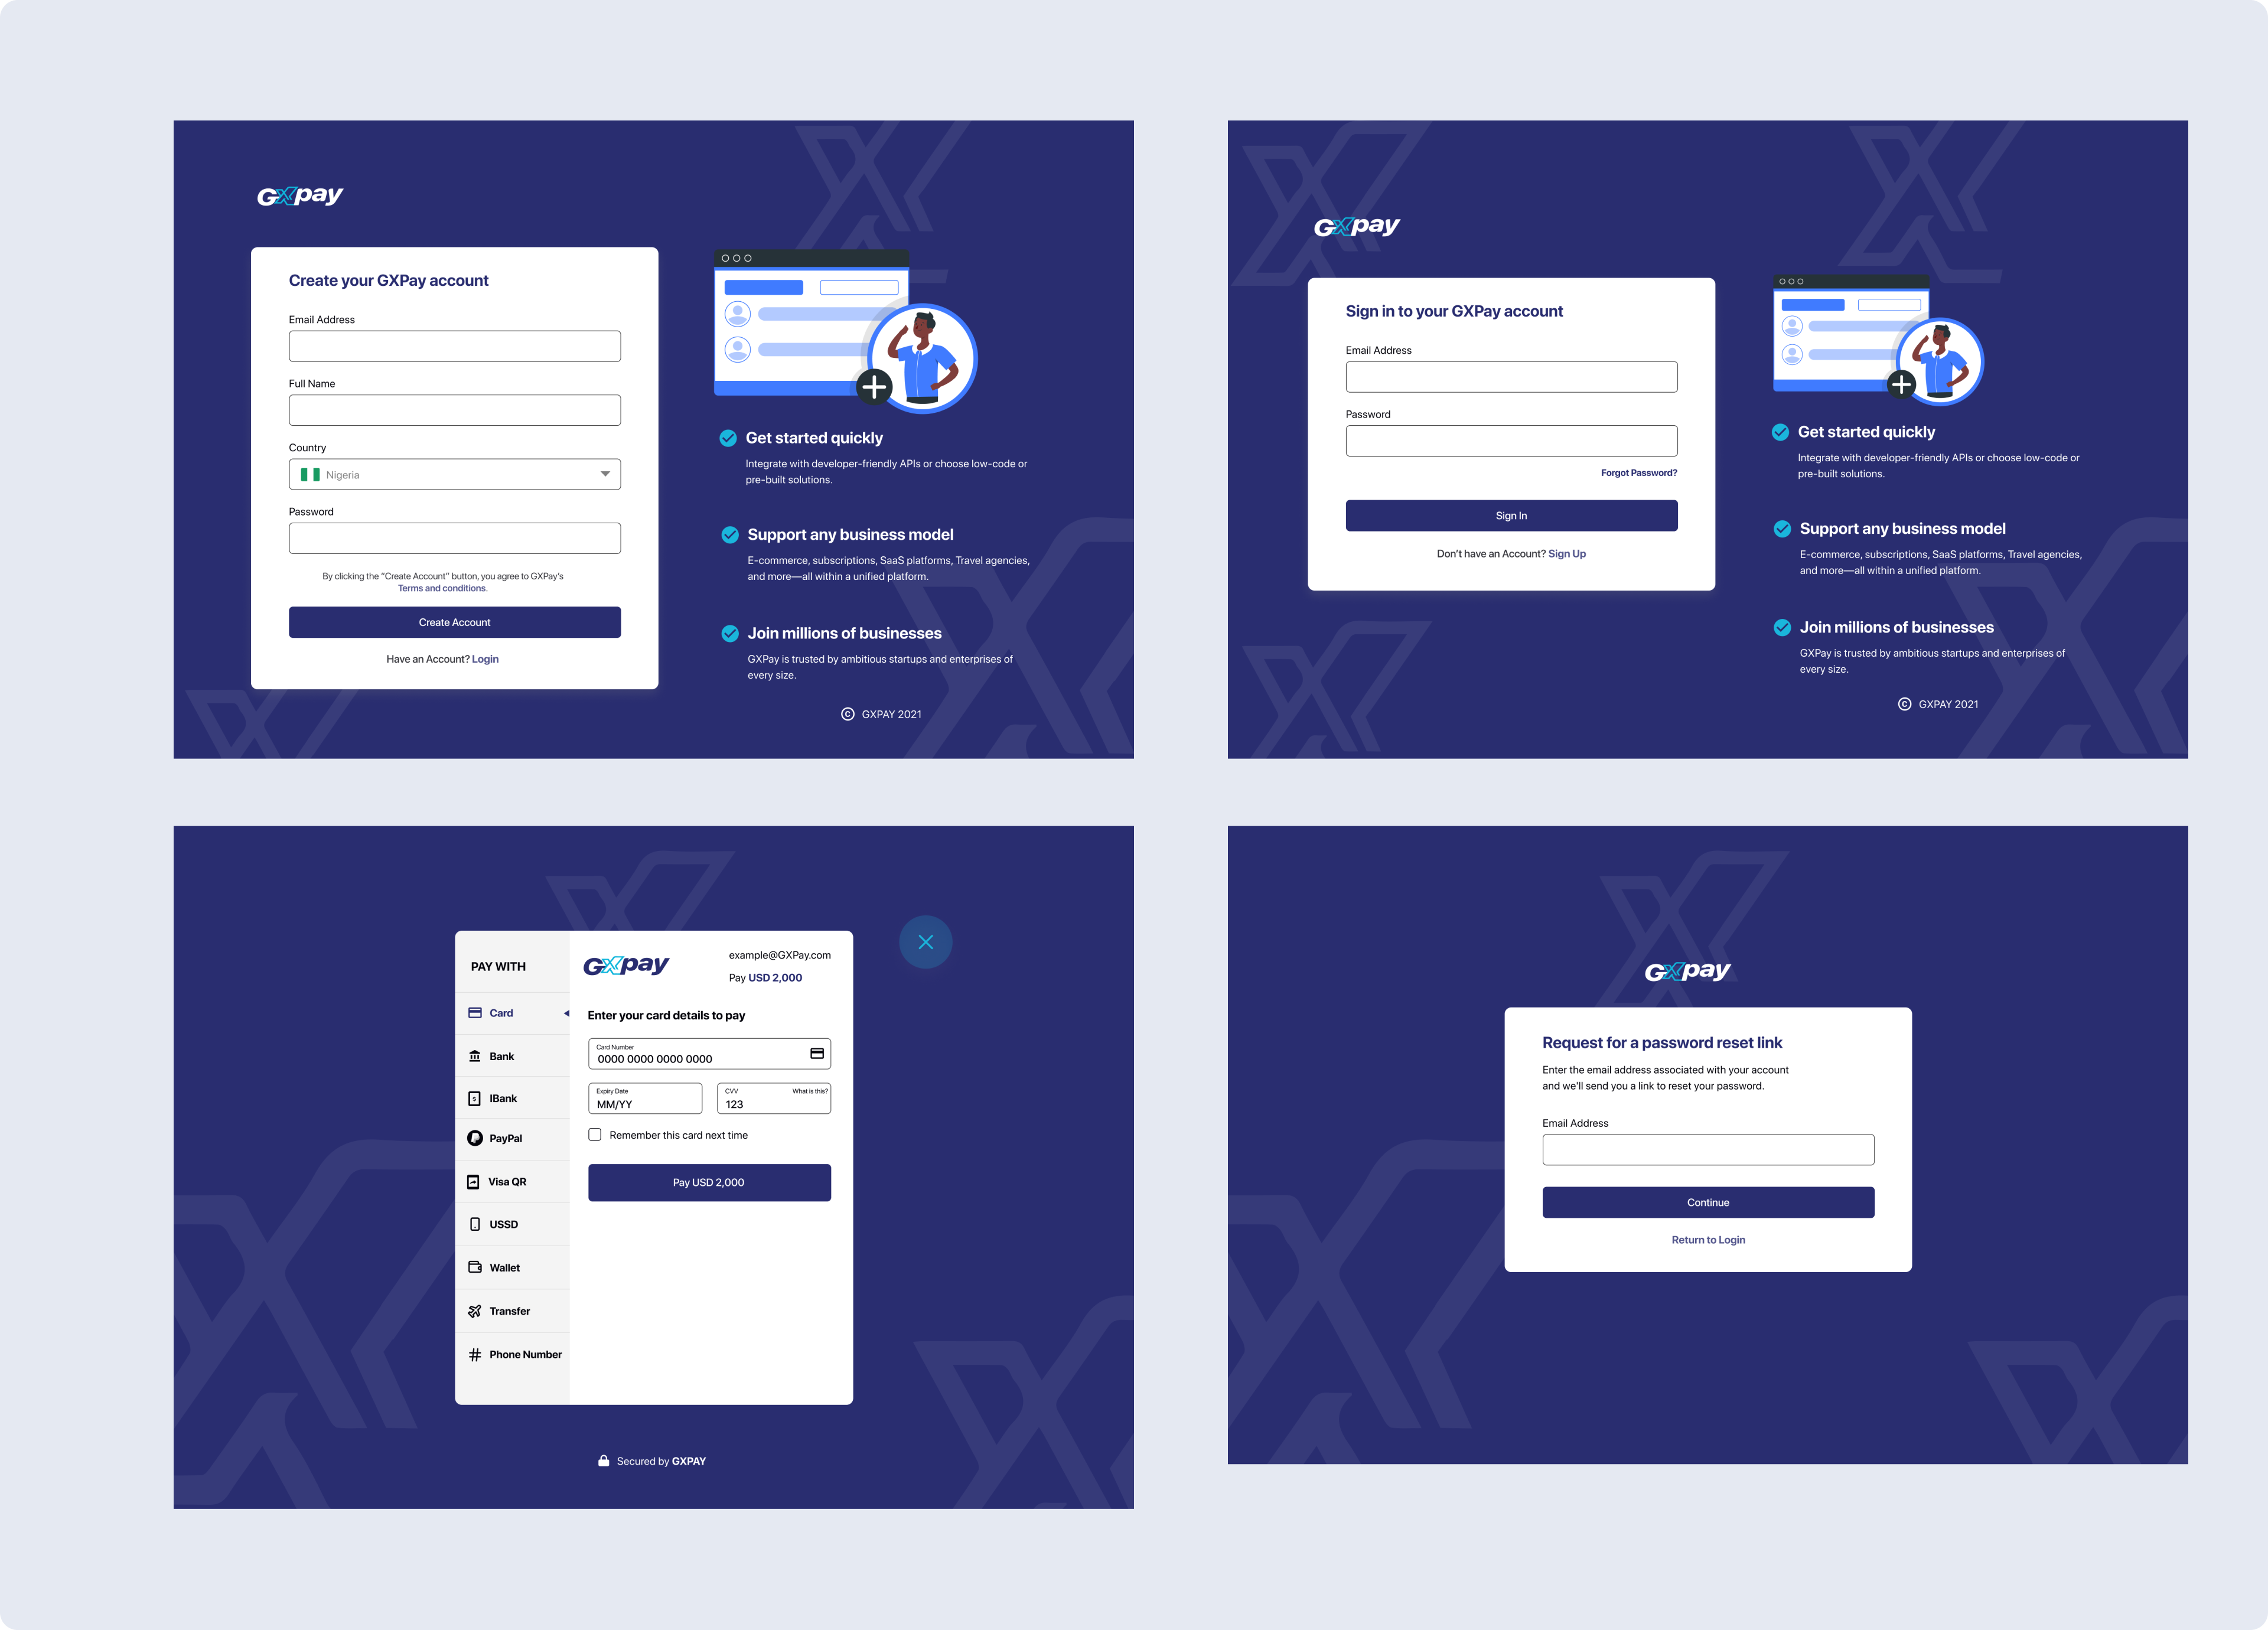 GXpay
Create your GXPay account
Email Address
Full Name
Country
Nigeria
Password
By clicking the “Create Account” button, you agree to GXPay’s
Terms and conditions.
Create Account
Have an Account? Login
Get started quickly
Integrate with developer-friendly APIs or choose low-code or
pre-built solutions.
Support any business model
E-commerce, subscriptions, SaaS platforms, Travel agencies,
and more—all within a unified platform.
Join millions of businesses
GXPay is trusted by ambitious startups and enterprises of
every size.
© GXPAY 2021
GXpay
Sign in to your GXPay account
Email Address
Password
Forgot Password?
Sign In
Don’t have an Account? Sign Up
Get started quickly
Integrate with developer-friendly APIs or choose low-code or
pre-built solutions.
Support any business model
E-commerce, subscriptions, SaaS platforms, Travel agencies,
and more—all within a unified platform.
Join millions of businesses
GXPay is trusted by ambitious startups and enterprises of
every size.
© GXPAY 2021
PAY WITH
Card
Bank
IBank
PayPal
Visa QR
USSD
Wallet
Transfer
Phone Number
GXpay
example@GXPay.com
Pay USD 2,000
Enter your card details to pay
Card Number
0000 0000 0000 0000
Expiry Date
MM/YY
CVV What is this?
123
Remember this card next time
Pay USD 2,000
Secured by GXPAY
GXpay
Request for a password reset link
Enter the email address associated with your account
and we’ll send you a link to reset your password.
Email Address
Continue
Return to Login